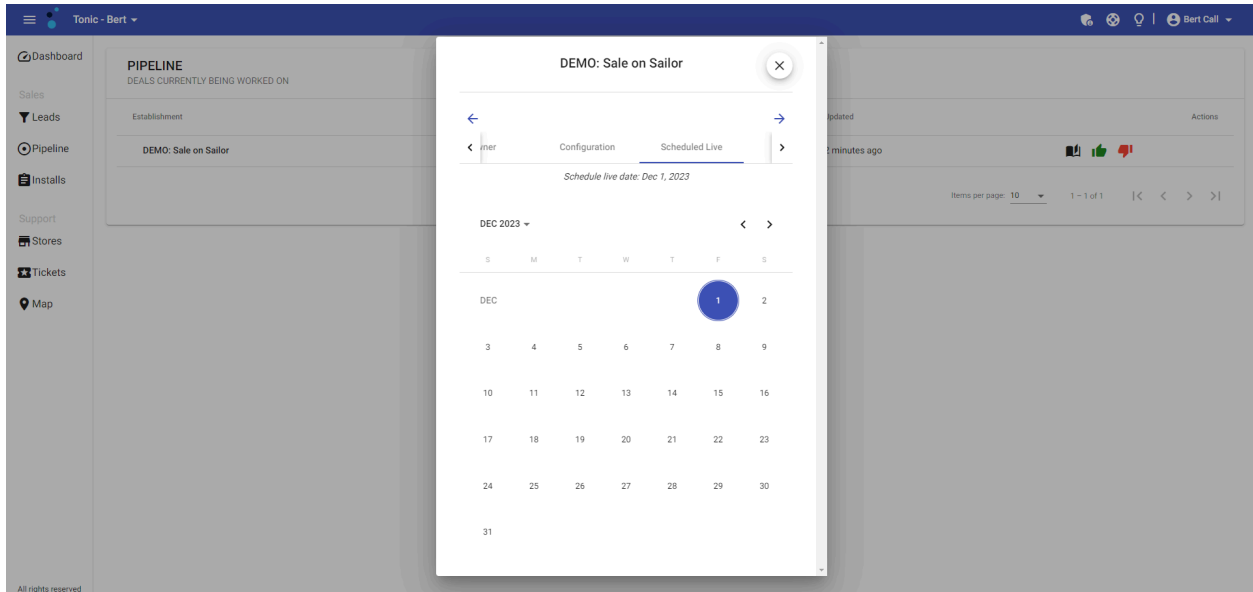 Tonic - Bert
Bert Call
Dashboard
Sales
Leads
Pipeline
Installs
Support
Stores
Tickets
Map
All rights reserved
PIPELINE
DEALS CURRENTLY BEING WORKED ON
Establishment
Updated
Actions
DEMO: Sale on Sailor
minutes ago
Items per page: 10
1 – 1 of 1
DEMO: Sale on Sailor
Configuration
Scheduled Live
Schedule live date: Dec 1, 2023
DEC 2023
S M T W T F S
DEC 1 2
3 4 5 6 7 8 9
10 11 12 13 14 15 16
17 18 19 20 21 22 23
24 25 26 27 28 29 30
31